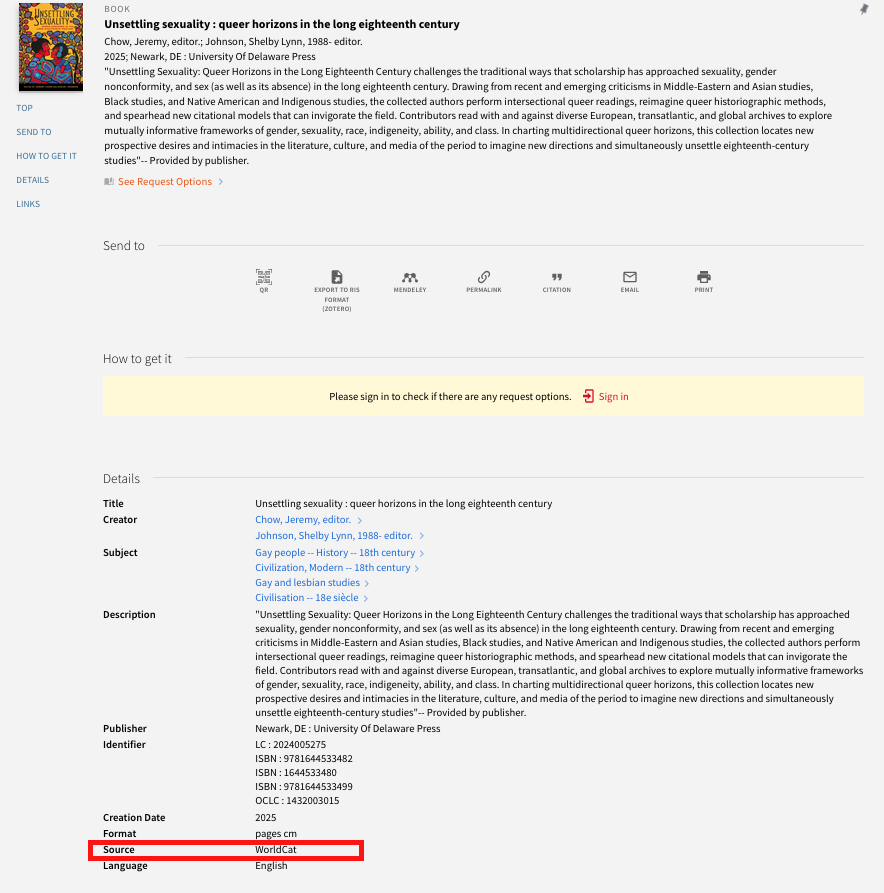 UNSETTLING
SEXUALITY
BOOK
Unsettling sexuality : queer horizons in the long eighteenth century
Chow, Jeremy, editor.; Johnson, Shelby Lynn, 1988- editor.
2025; Newark, DE : University Of Delaware Press
"Unsettling Sexuality: Queer Horizons in the Long Eighteenth Century challenges the traditional ways that scholarship has approached sexuality, gender
nonconformity, and sex (as well as its absence) in the long eighteenth century. Drawing from recent and emerging criticisms in Middle-Eastern and Asian studies,
Black studies, and Native American and Indigenous studies, the collected authors perform intersectional queer readings, reimagine queer historiographic methods,
and spearhead new citational models that can invigorate the field. Contributors read with and against diverse European, transatlantic, and global archives to explore
mutually informative frameworks of gender, sexuality, race, indigeneity, ability, and class. In charting multidirectional queer horizons, this collection locates new
prospective desires and intimacies in the literature, culture, and media of the period to imagine new directions and simultaneously unsettle eighteenth-century
studies"-- Provided by publisher.
See Request Options
TOP
SEND TO
HOW TO GET IT
DETAILS
LINKS
Send to
QR
EXPORT TO RIS
FORMAT
(ZOTERO)
MENDELEY
PERMALINK
CITATION
EMAIL
PRINT
How to get it
Please sign in to check if there are any request options. Sign in
Details
Title Unsettling sexuality : queer horizons in the long eighteenth century
Creator Chow, Jeremy, editor.
Johnson, Shelby Lynn, 1988- editor.
Subject Gay people -- History -- 18th century
Civilization, Modern -- 18th century
Gay and lesbian studies
Civilisation -- 18e siècle
Description "Unsettling Sexuality: Queer Horizons in the Long Eighteenth Century challenges the traditional ways that scholarship has approached
sexuality, gender nonconformity, and sex (as well as its absence) in the long eighteenth century. Drawing from recent and emerging
criticisms in Middle-Eastern and Asian studies, Black studies, and Native American and Indigenous studies, the collected authors perform
intersectional queer readings, reimagine queer historiographic methods, and spearhead new citational models that can invigorate the
field. Contributors read with and against diverse European, transatlantic, and global archives to explore mutually informative frameworks
of gender, sexuality, race, indigeneity, ability, and class. In charting multidirectional queer horizons, this collection locates new
prospective desires and intimacies in the literature, culture, and media of the period to imagine new directions and simultaneously
unsettle eighteenth-century studies"-- Provided by publisher.
Publisher Newark, DE : University Of Delaware Press
Identifier LC : 2024005275
ISBN : 9781644533482
ISBN : 1644533480
ISBN : 9781644533499
OCLC : 1432003015
Creation Date 2025
Format pages cm
Source WorldCat
Language English